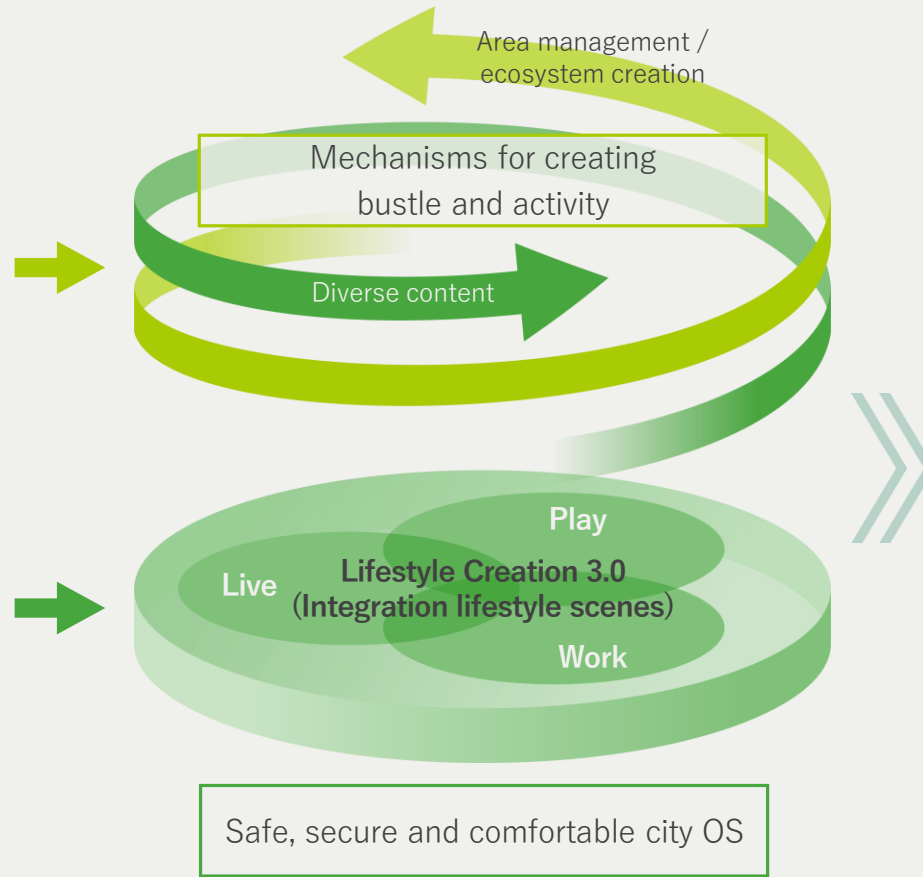 Area management /
ecosystem creation
Mechanisms for creating
bustle and activity
Diverse content
Play
Live
Lifestyle Creation 3.0
(Integration lifestyle scenes)
Work
Safe, secure and comfortable city OS